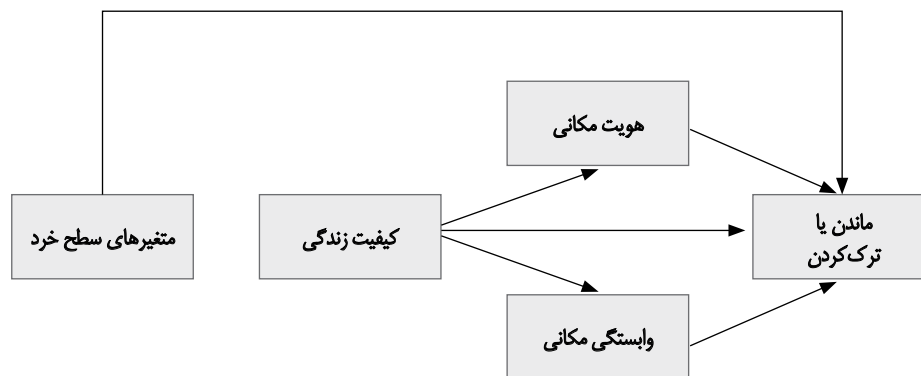 هویت مکانی
متغیرهای سطح خرد
کیفیت زندگی
ماندن یا
ترک‌کردن
وابستگی مکانی